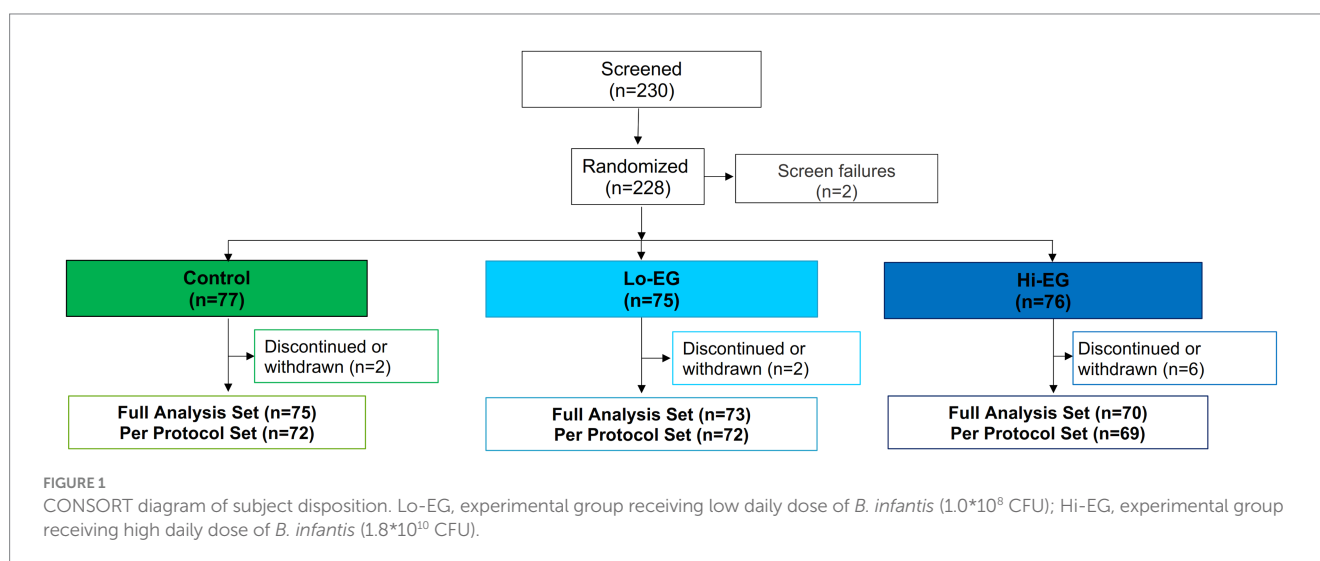 Screened
(n=230)
Randomized
(n=228)
Screen failures
(n=2)
Control
(n=77)
Lo-EG
(n=75)
Hi-EG
(n=76)
Discontinued or
withdrawn (n=2)
Discontinued or
withdrawn (n=2)
Discontinued or
withdrawn (n=6)
Full Analysis Set (n=75)
Per Protocol Set (n=72)
Full Analysis Set (n=73)
Per Protocol Set (n=72)
Full Analysis Set (n=70)
Per Protocol Set (n=69)
FIGURE 1
CONSORT diagram of subject disposition. Lo-EG, experimental group receiving low daily dose of B. infantis (1.0*10⁸ CFU); Hi-EG, experimental group
receiving high daily dose of B. infantis (1.8*10¹⁰ CFU).